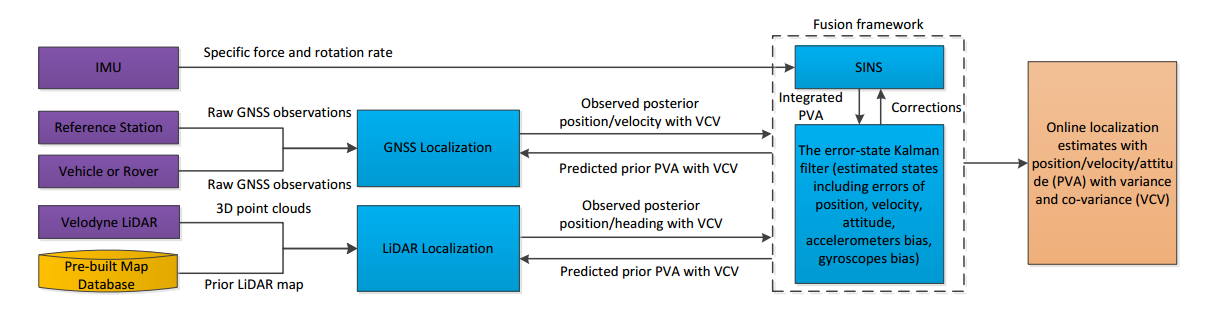 Fusion framework
Specific force and rotation rate
IMU
SINS
Integrated
PVA
Corrections
Raw GNSS observations
Reference Station
Vehicle or Rover
Raw GNSS observations
GNSS Localization
Observed posterior
position/velocity with VCV
Predicted prior PVA with VCV
3D point clouds
Velodyne LiDAR
Pre-built Map
Database
Prior LiDAR map
LiDAR Localization
Observed posterior
position/heading with VCV
Predicted prior PVA with VCV
The error-state Kalman
filter (estimated states
including errors of
position, velocity,
attitude,
accelerometers bias,
gyroscopes bias)
Online localization
estimates with
position/velocity/attitu
de (PVA) with variance
and co-variance (VCV)